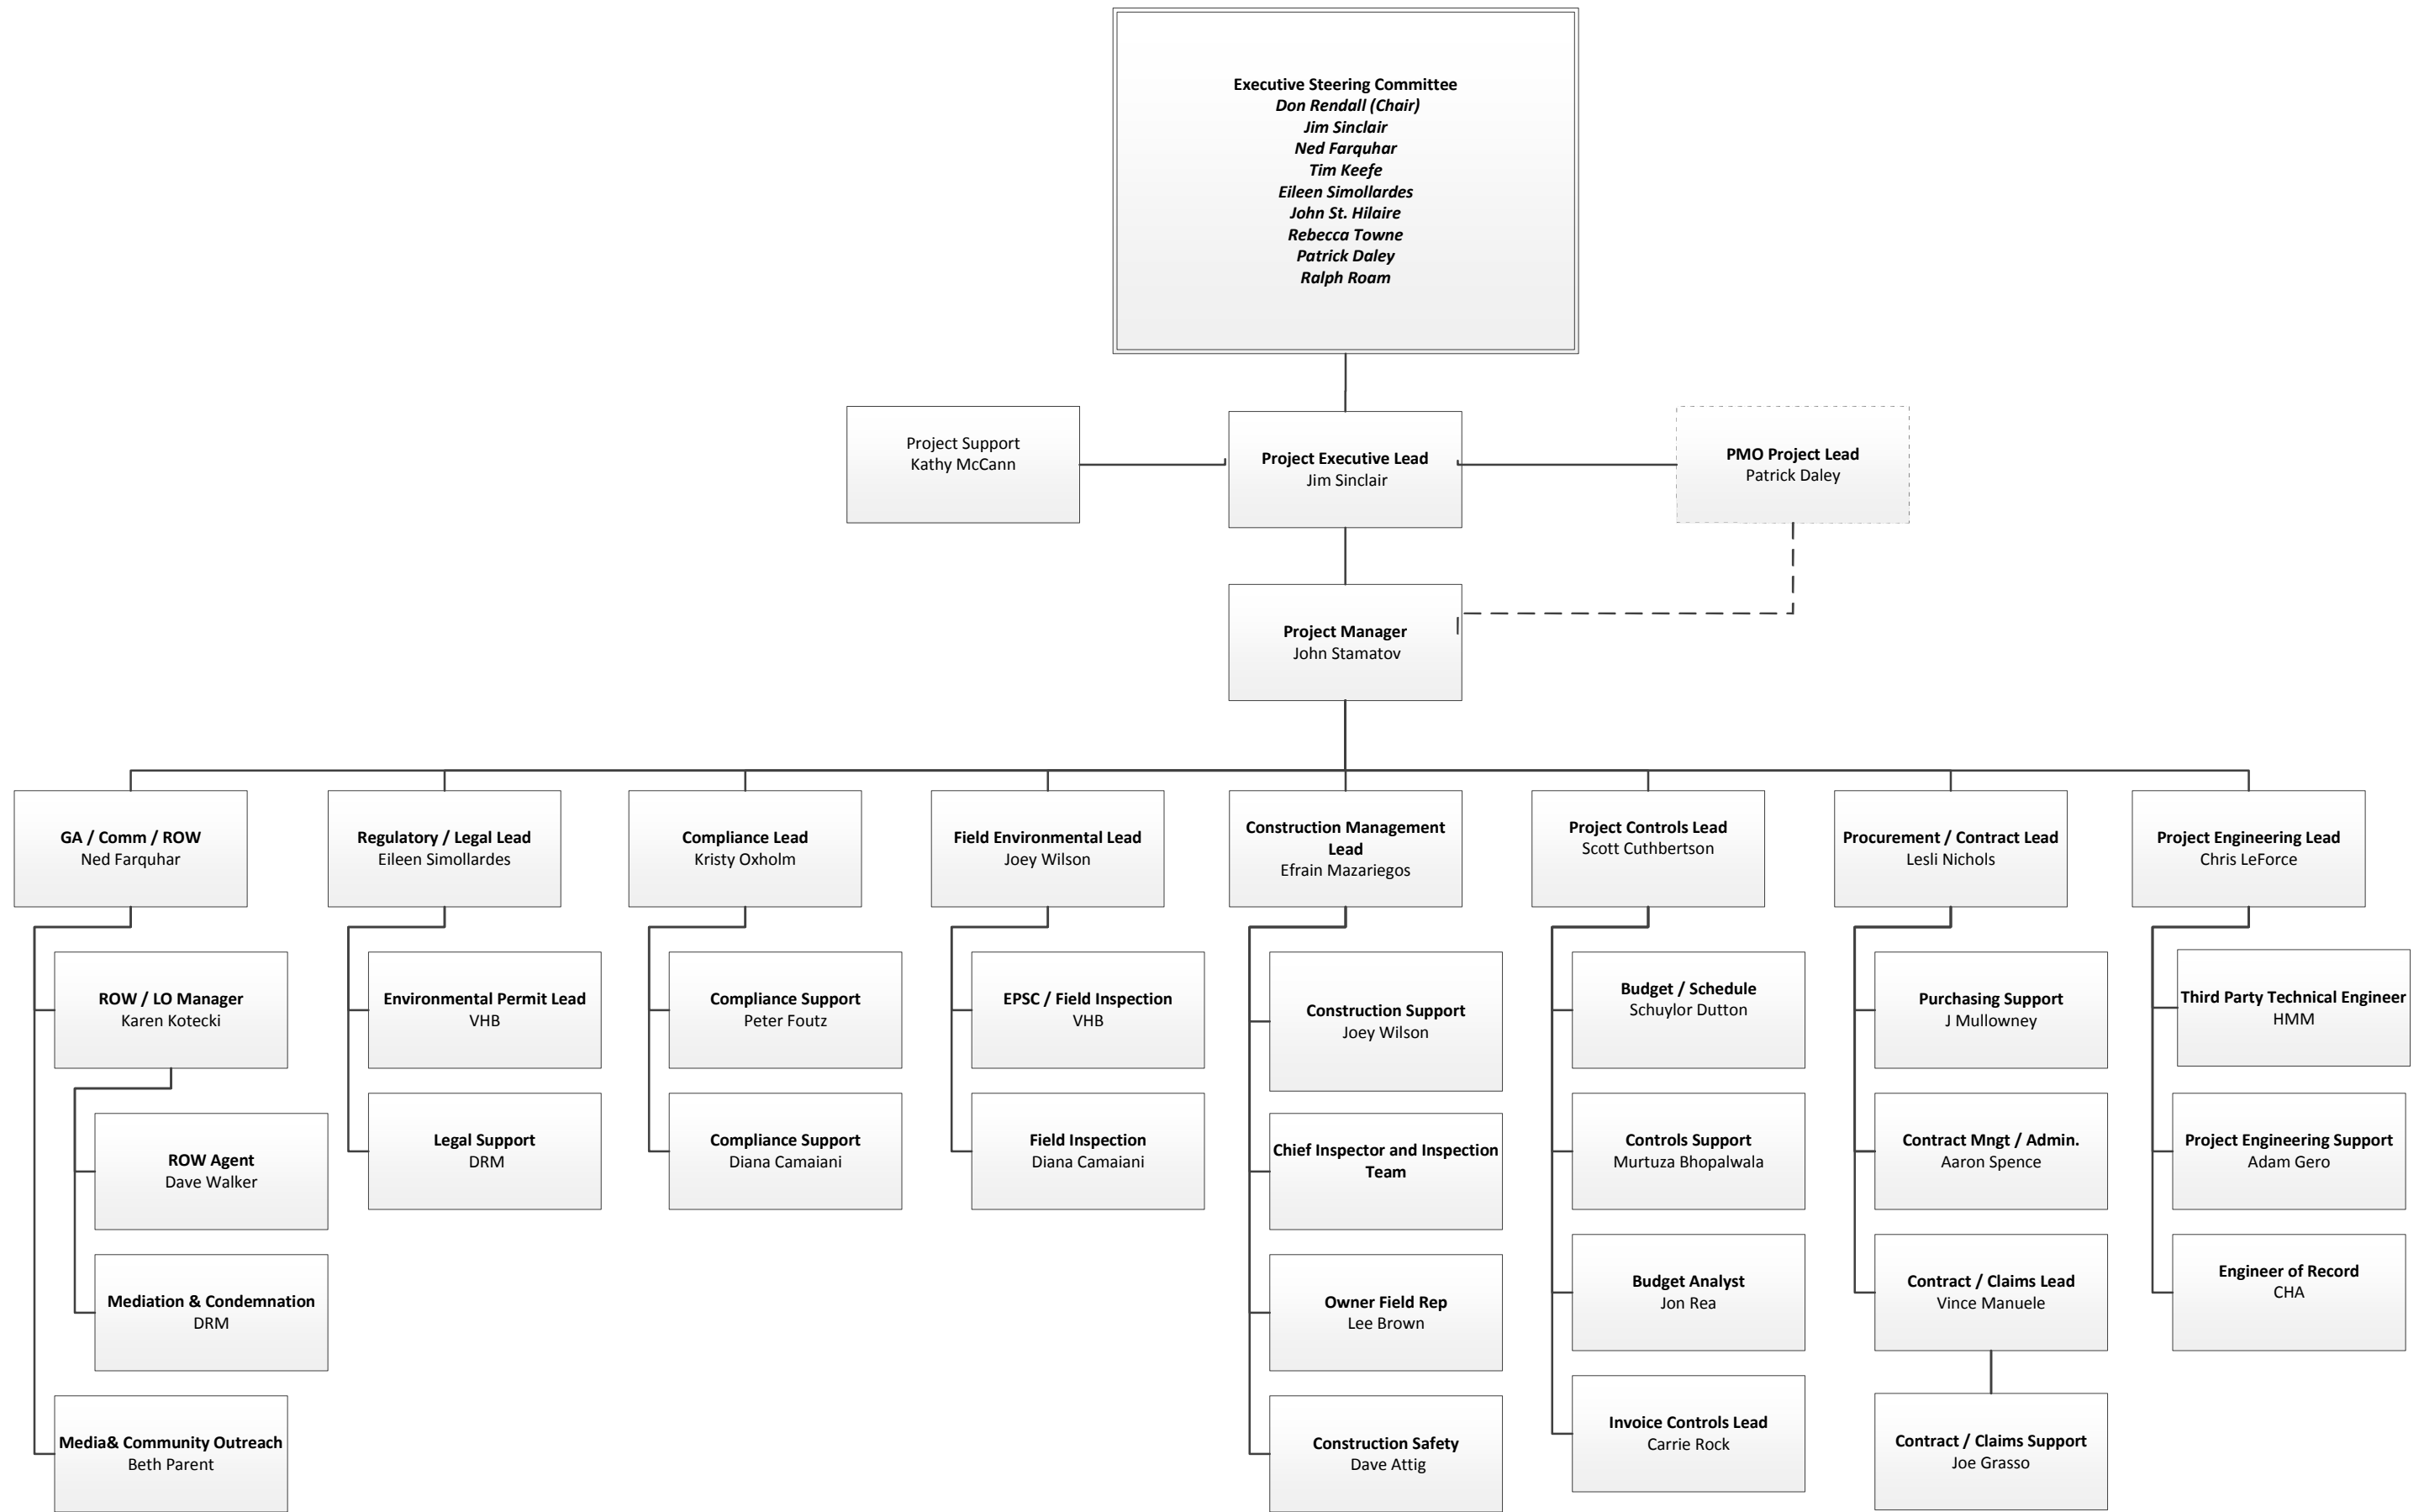 Executive Steering Committee
Don Rendall (Chair)
Jim Sinclair
Ned Farquhar
Tim Keefe
Eileen Simollardes
John St. Hilaire
Rebecca Towne
Patrick Daley
Ralph Roam
Project Support
Kathy McCann
Project Executive Lead
Jim Sinclair
PMO Project Lead
Patrick Daley
Project Manager
John Stamatov
GA / Comm / ROW
Ned Farquhar
Regulatory / Legal Lead
Eileen Simollardes
Compliance Lead
Kristy Oxholm
Field Environmental Lead
Joey Wilson
Construction Management
Lead
Efrain Mazariegos
Project Controls Lead
Scott Cuthbertson
Procurement / Contract Lead
Lesli Nichols
Project Engineering Lead
Chris LeForce
ROW / LO Manager
Karen Kotecki
Environmental Permit Lead
VHB
Compliance Support
Peter Foutz
EPSC / Field Inspection
VHB
Construction Support
Joey Wilson
Budget / Schedule
Schuylor Dutton
Purchasing Support
J Mullowney
Third Party Technical Engineer
HMM
ROW Agent
Dave Walker
Legal Support
DRM
Compliance Support
Diana Camaiani
Field Inspection
Diana Camaiani
Chief Inspector and Inspection
Team
Controls Support
Murtuza Bhopalwala
Contract Mngt / Admin.
Aaron Spence
Project Engineering Support
Adam Gero
Mediation & Condemnation
DRM
Owner Field Rep
Lee Brown
Budget Analyst
Jon Rea
Contract / Claims Lead
Vince Manuele
Engineer of Record
CHA
Media& Community Outreach
Beth Parent
Construction Safety
Dave Attig
Invoice Controls Lead
Carrie Rock
Contract / Claims Support
Joe Grasso